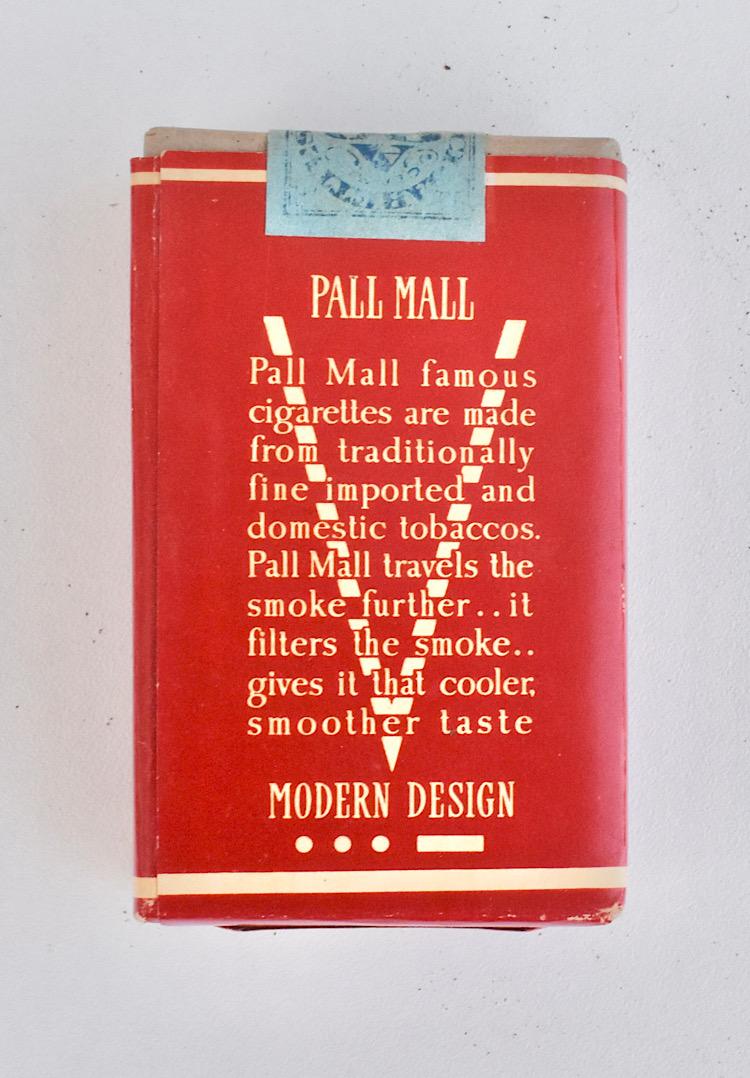 PALL MALL
Pall Mall famous
cigarettes are made
from traditionally
fine imported and
domestic tobaccos.
Pall Mall travels the
smoke further..it
filters the smoke..
gives it that cooler,
smoother taste
MODERN DESIGN